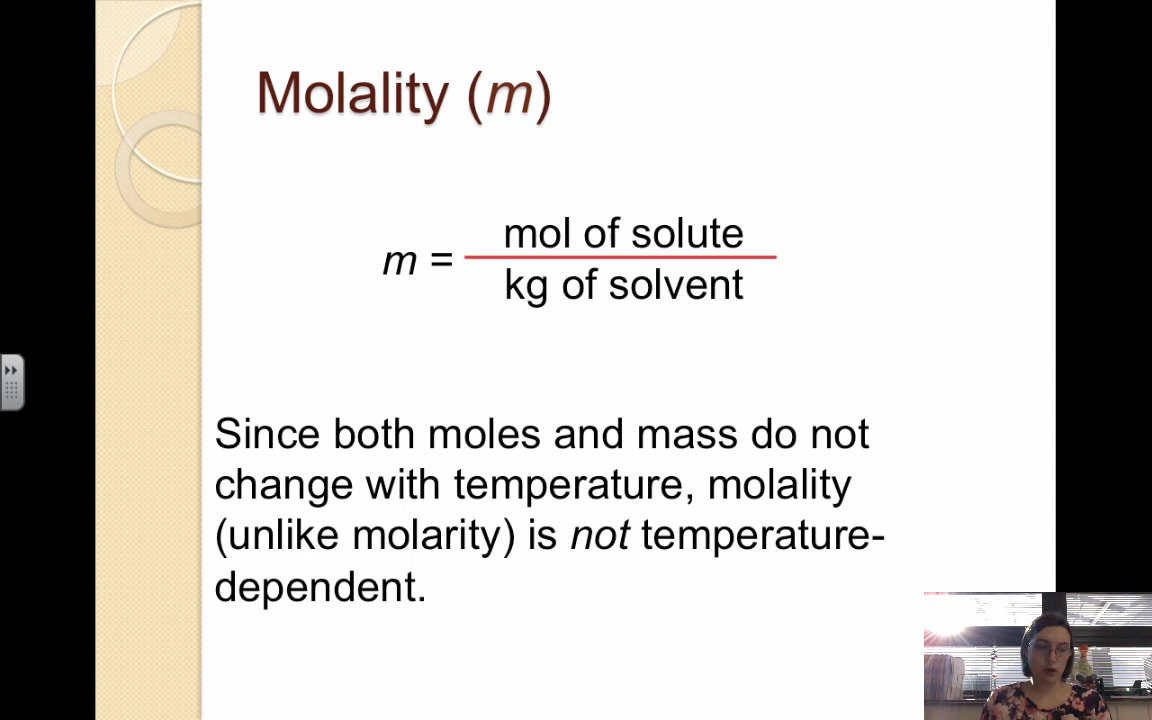 Molality (m)
mol of solute
m =
kg of solvent
Since both moles and mass do not
change with temperature, molality
(unlike molarity) is not temperature-
dependent.